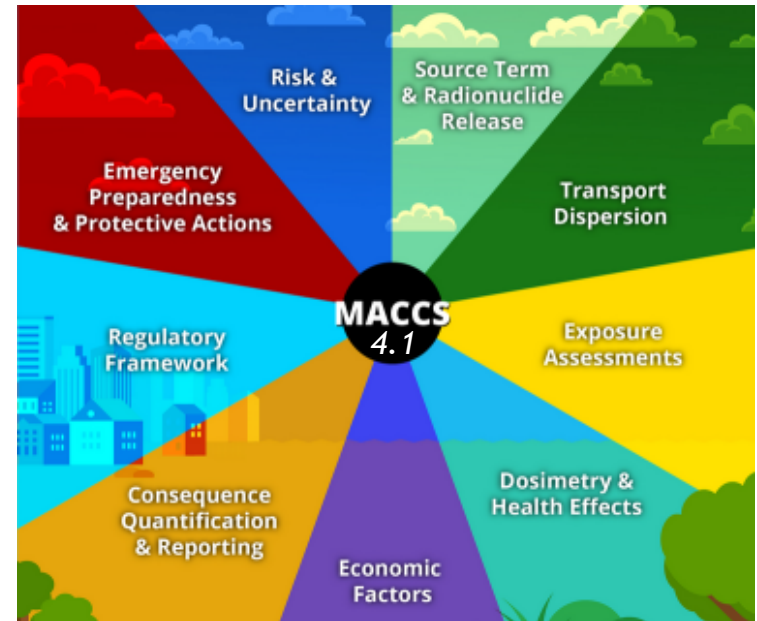 Risk &
Uncertainty
Source Term
& Radionuclide
Release
Emergency
Preparedness
& Protective Actions
Transport
Dispersion
MACCS
4.1
Regulatory
Framework
Exposure
Assessments
Consequence
Quantification
& Reporting
Dosimetry &
Health Effects
Economic
Factors